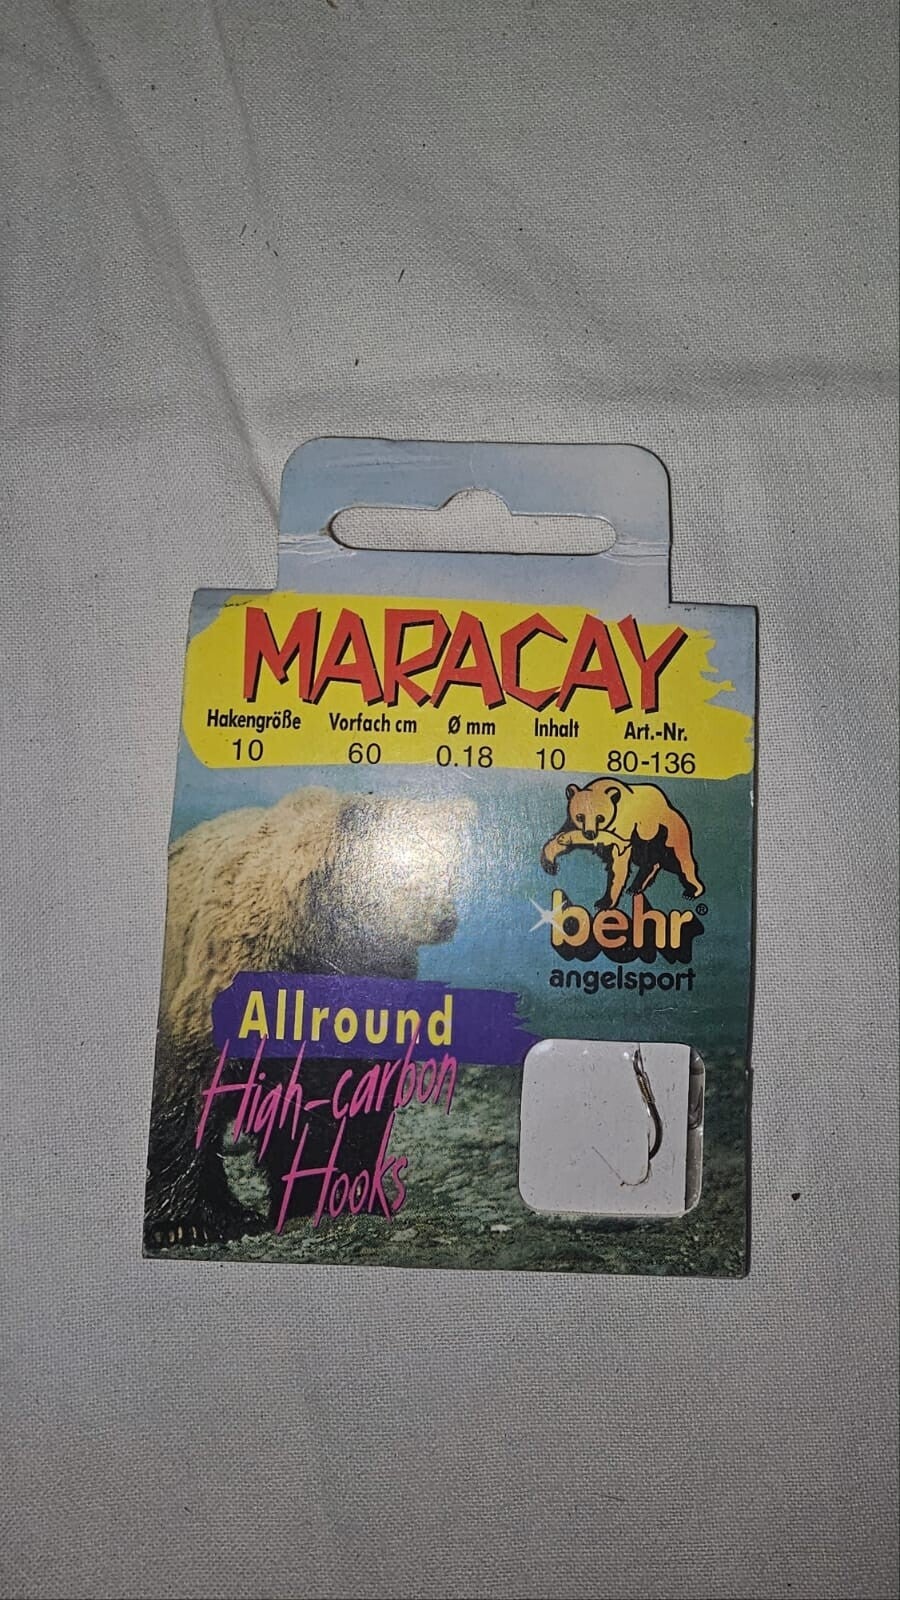 MARACAY
Hakengröße Vorfach cm Ø mm Inhalt Art.-Nr.
10 60 0.18 10 80-136
behr®
angelsport
Allround
High-carbon
Hooks